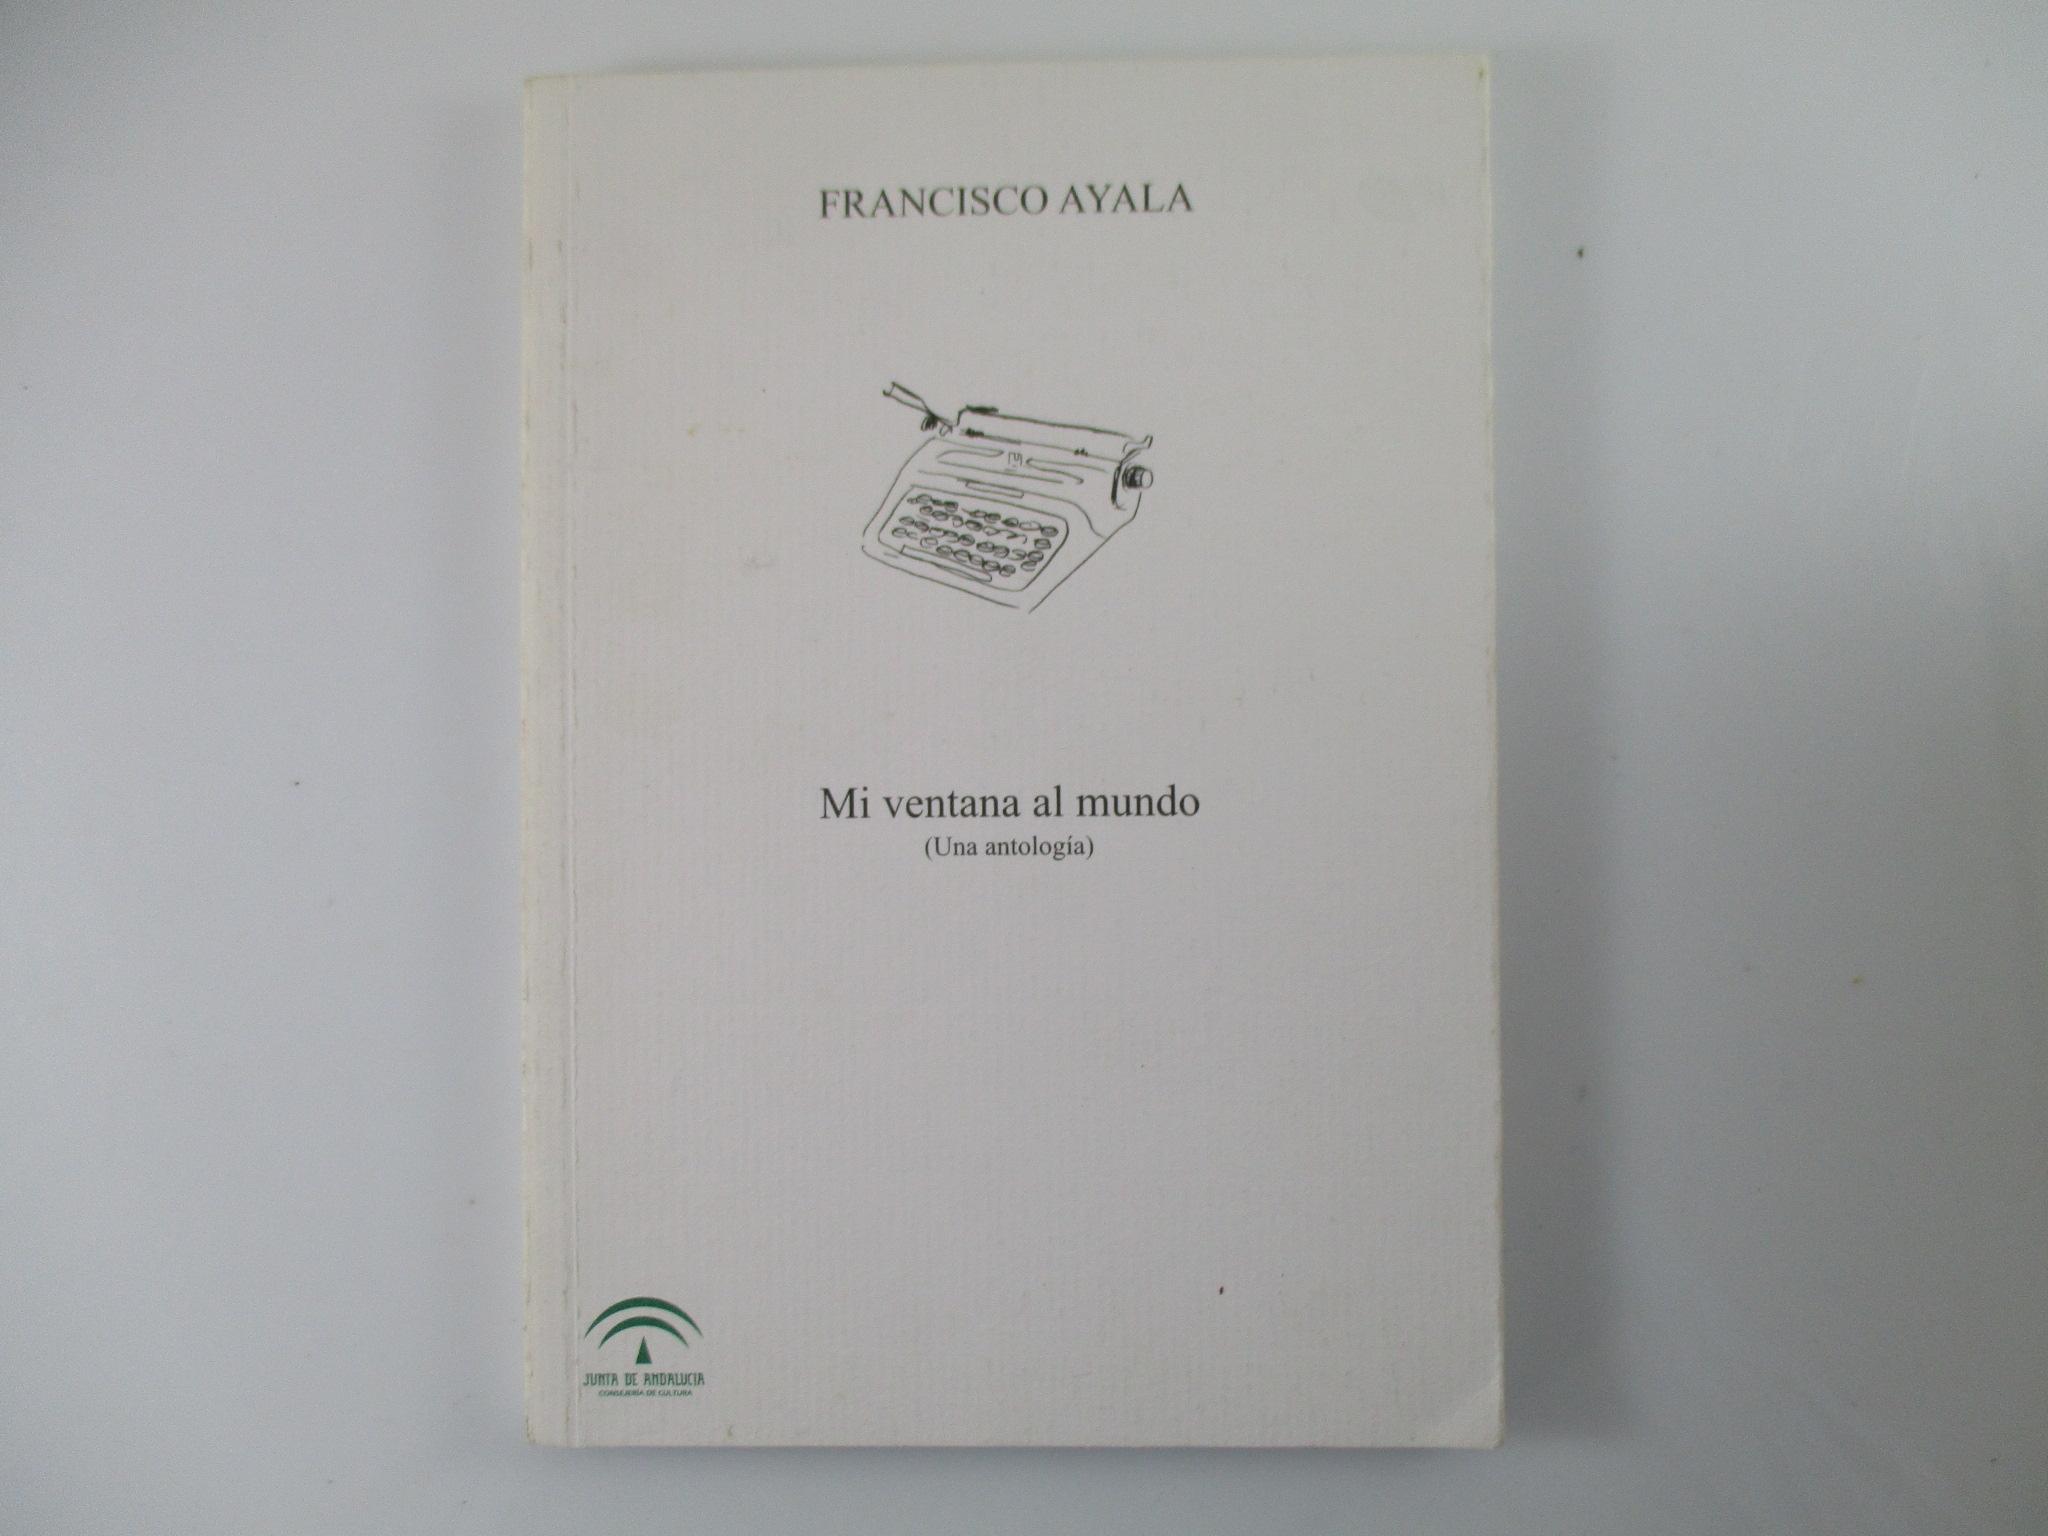 FRANCISCO AYALA
Mi ventana al mundo
(Una antología)
JUNTA DE ANDALUCIA
CONSEJERÍA DE CULTURA